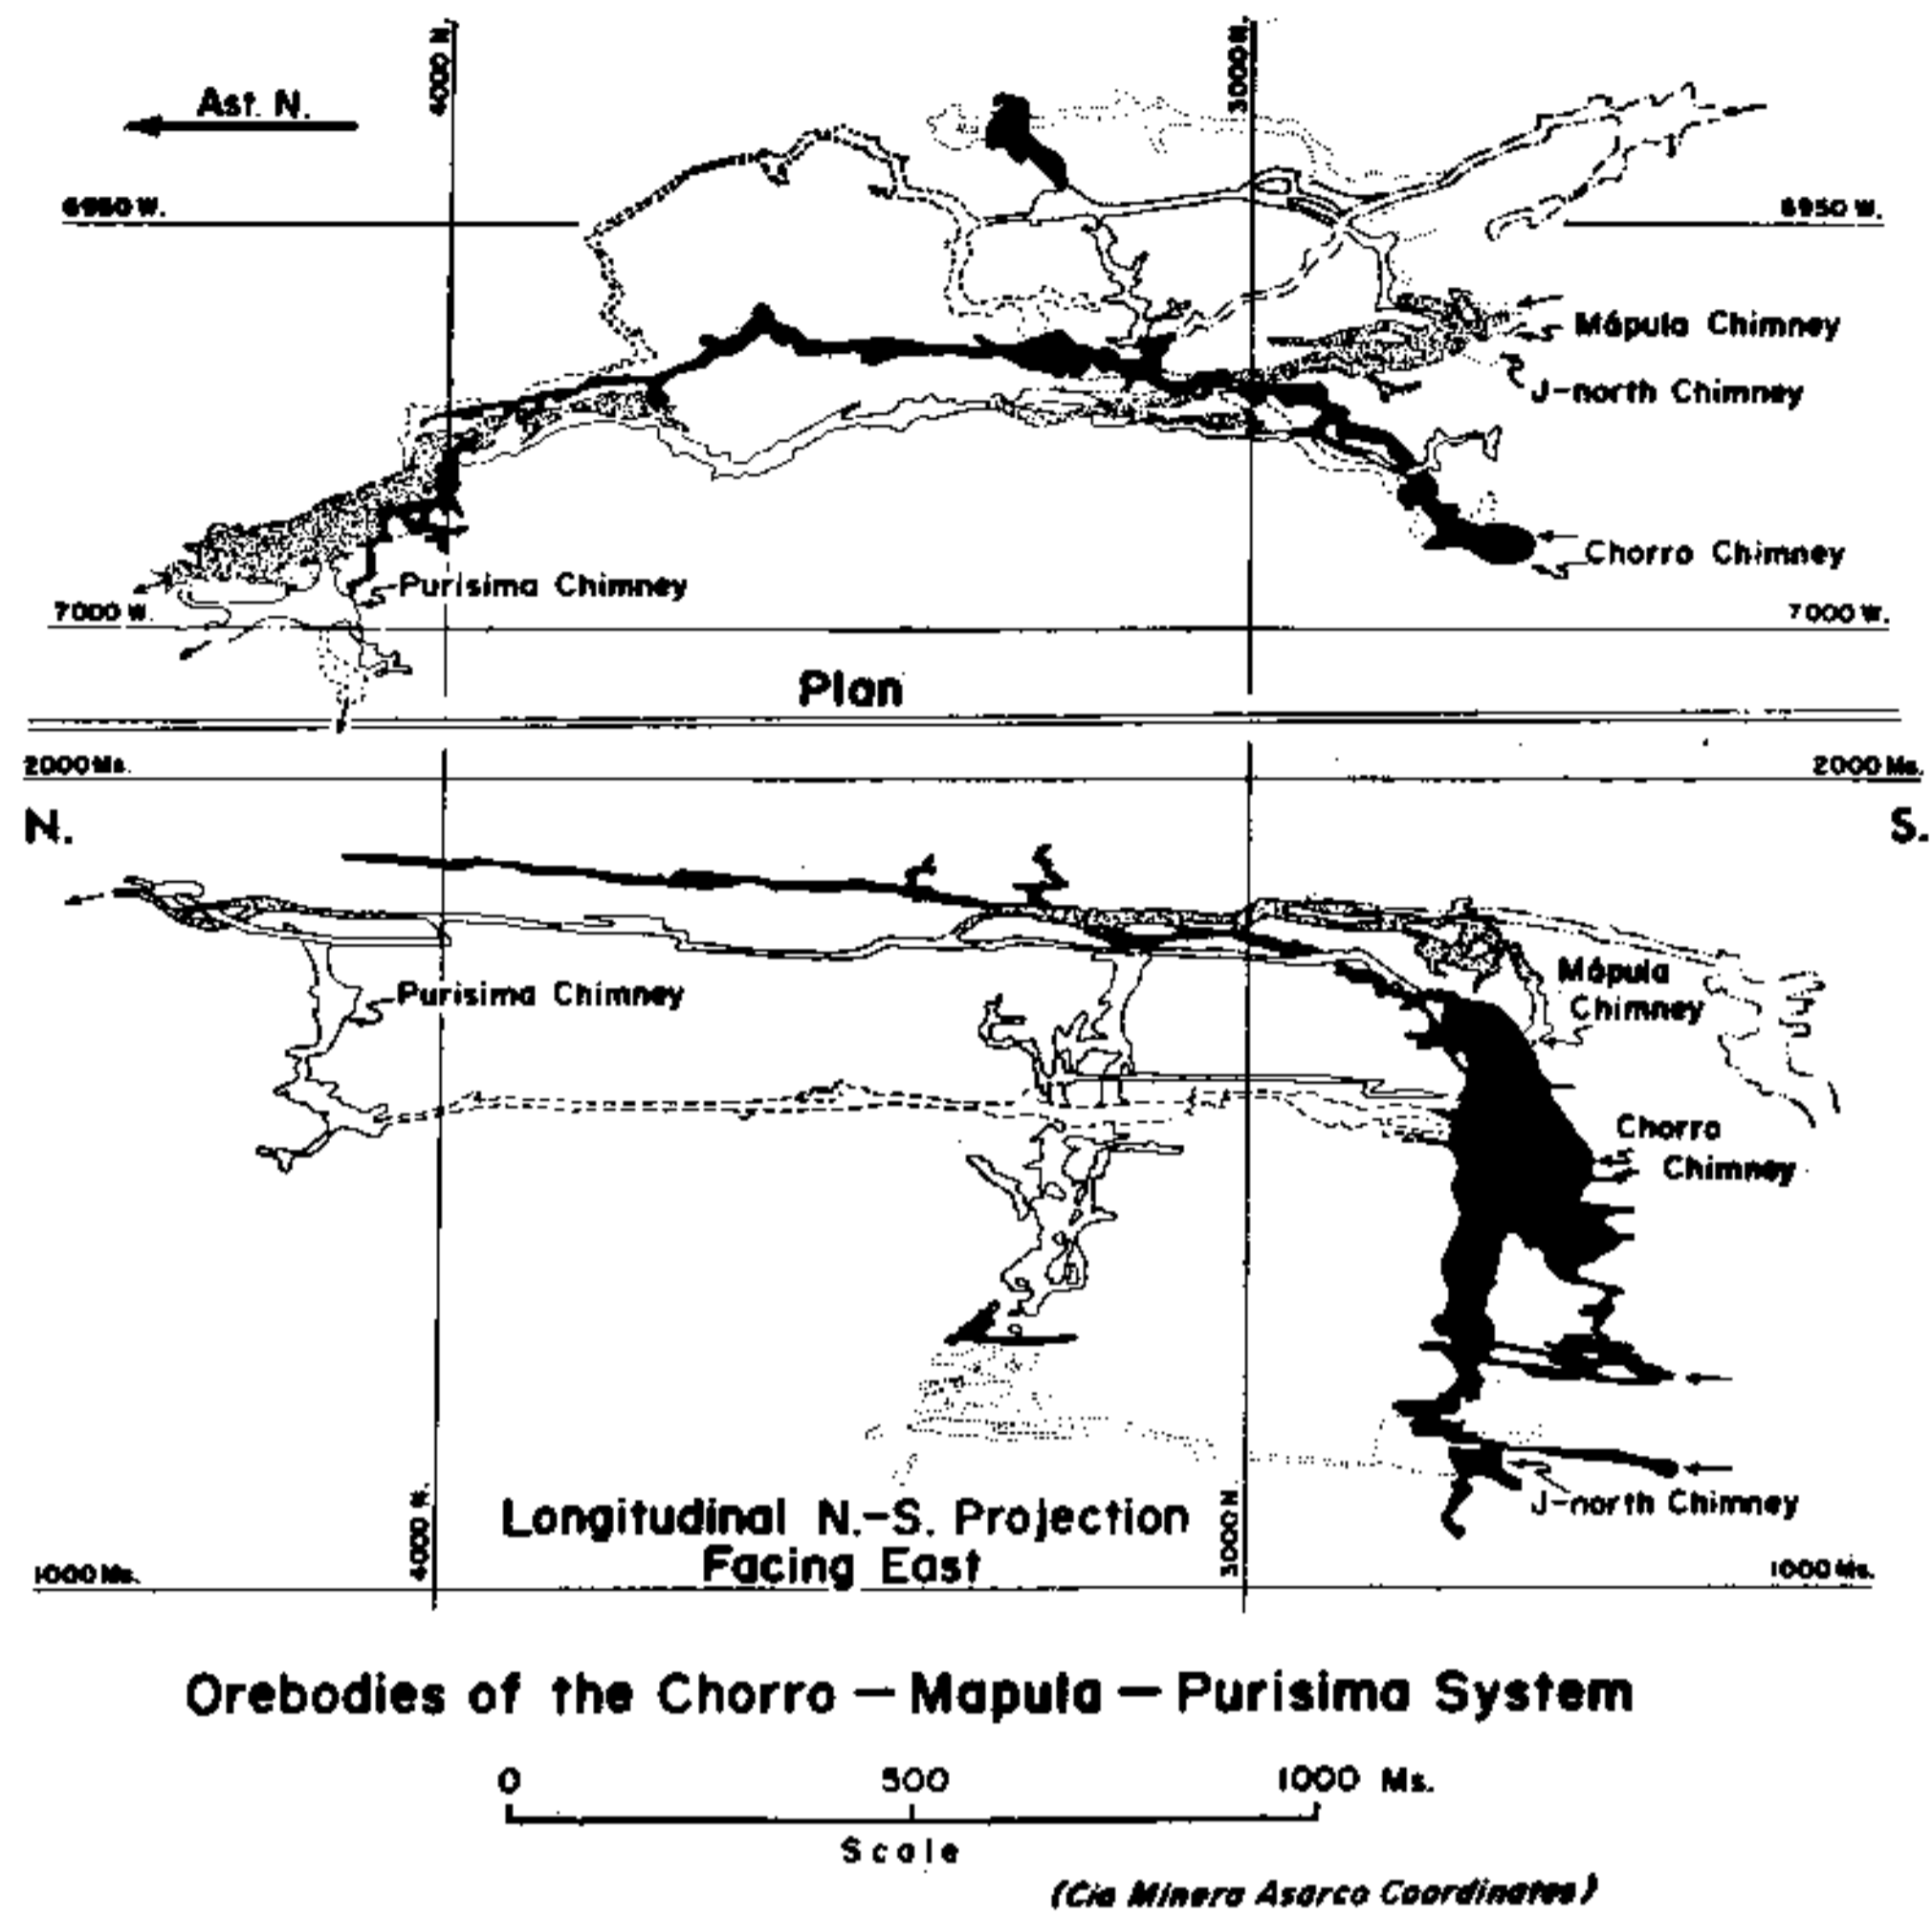 4000 N.
3000 N.
Ast. N.
6950 W.
6950 W.
Mápula Chimney
J-north Chimney
Chorro Chimney
Purisima Chimney
7000 W.
7000 W.
Plan
2000 Ms.
2000 Ms.
N.
S.
Purisima Chimney
Mápula
Chimney
Chorro
Chimney
J-north Chimney
4000 N.
3000 N
Longitudinal N.-S. Projection
Facing East
1000 Ms.
1000 Ms.
Orebodies of the Chorro — Mapula — Purisima System
0 500 1000 Ms.
Scale
(Cia Minera Asarco Coordinates)